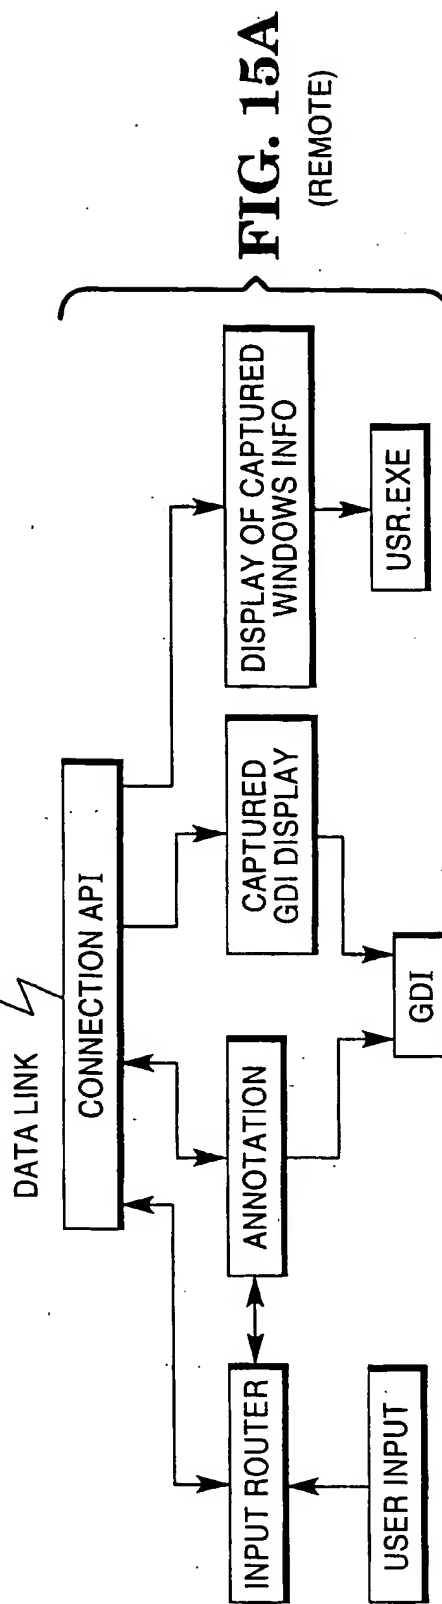 DATA LINK
CONNECTION API
INPUT ROUTER
ANNOTATION
CAPTURED
GDI DISPLAY
DISPLAY OF CAPTURED
WINDOWS INFO
USER INPUT
GDI
USR.EXE
FIG. 15A
(REMOTE)